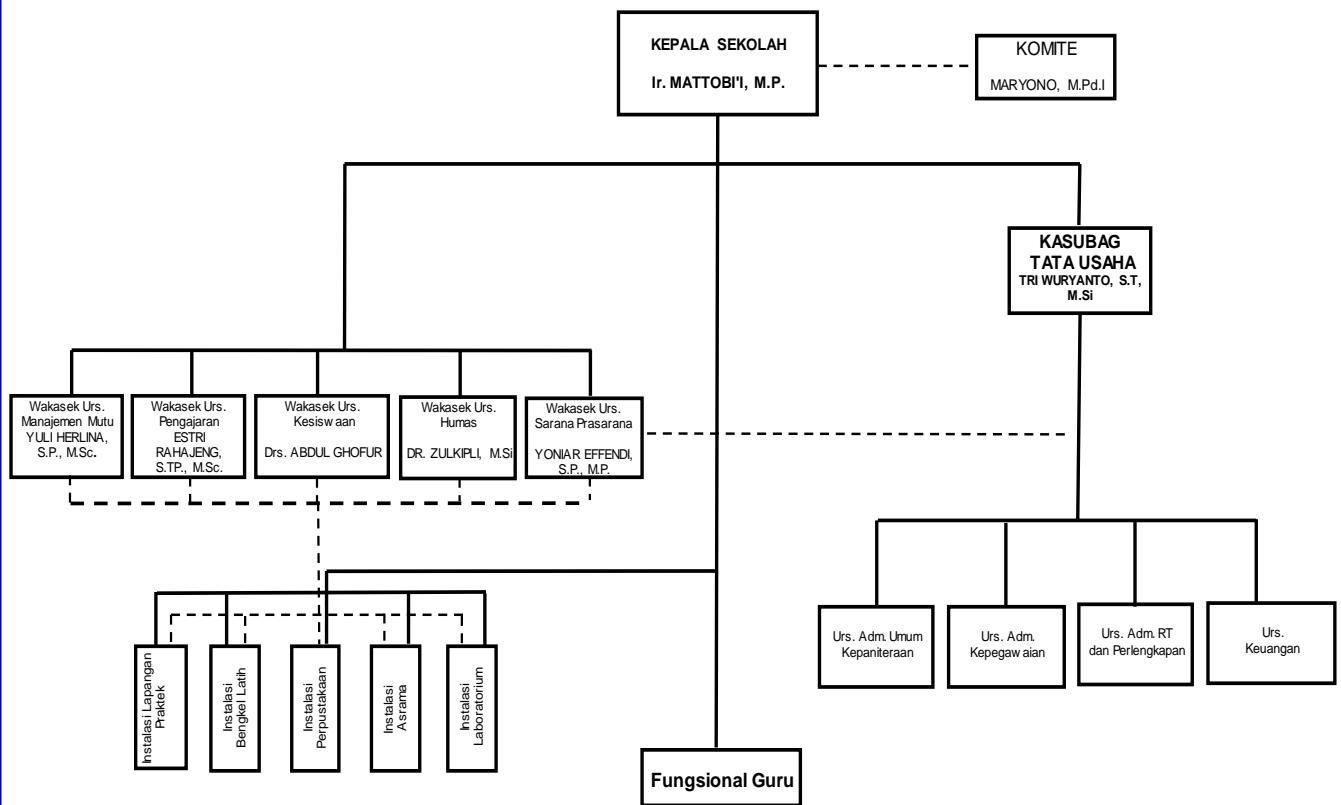 KEPALA SEKOLAH
Ir. MATTOBI'I, M.P.
KOMITE
MARYONO, M.Pd.I
KASUBAG
TATA USAHA
TRI WURYANTO, S.T,
M.Si
Wakasek Urs.
Manajemen Mutu
YULI HERLINA,
S.P., M.Sc.
Wakasek Urs.
Pengajaran
ESTRI
RAHAJENG,
S.TP., M.Sc.
Wakasek Urs.
Kesiswaan
Drs. ABDUL GHOFUR
Wakasek Urs.
Humas
DR. ZULKIPLI, M.Si
Wakasek Urs.
Sarana Prasarana
YONIAR EFFENDI,
S.P., M.P.
Urs. Adm. Umum
Kepaniteraan
Urs. Adm.
Kepegawaian
Urs. Adm. RT
dan Perlengkapan
Urs.
Keuangan
Instalasi Lapangan
Praktek
Instalasi
Bengkel Latih
Instalasi
Perpustakaan
Instalasi
Asrama
Instalasi
Laboratorium
Fungsional Guru